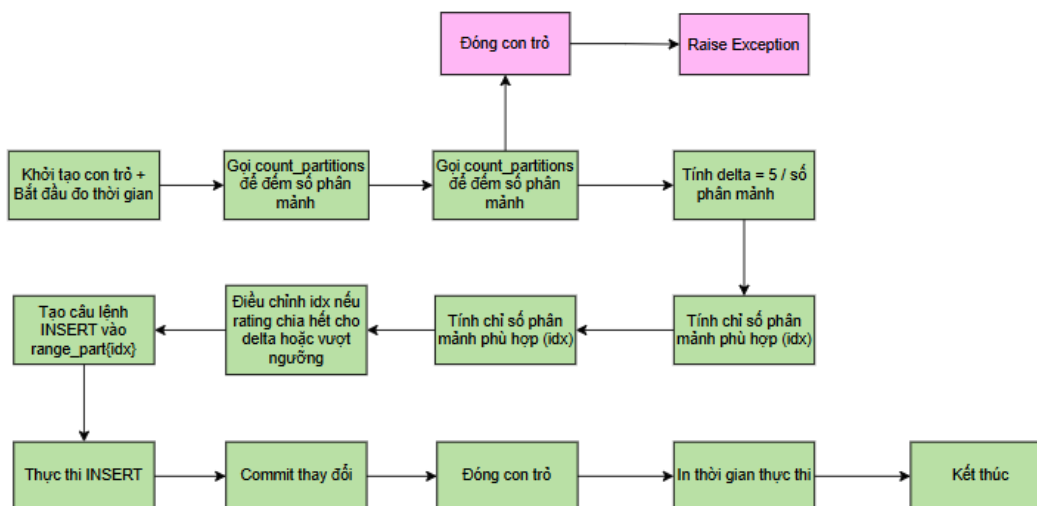 Đóng con trỏ
Raise Exception
Khởi tạo con trỏ +
Bắt đầu đo thời gian
Gọi count_partitions
để đếm số phân
mảnh
Gọi count_partitions
để đếm số phân
mảnh
Tính delta = 5 / số
phân mảnh
Tạo câu lệnh
INSERT vào
range_part{idx}
Điều chỉnh idx nếu
rating chia hết cho
delta hoặc vượt
ngưỡng
Tính chỉ số phân
mảnh phù hợp (idx)
Tính chỉ số phân
mảnh phù hợp (idx)
Thực thi INSERT
Commit thay đổi
Đóng con trỏ
In thời gian thực thi
Kết thúc